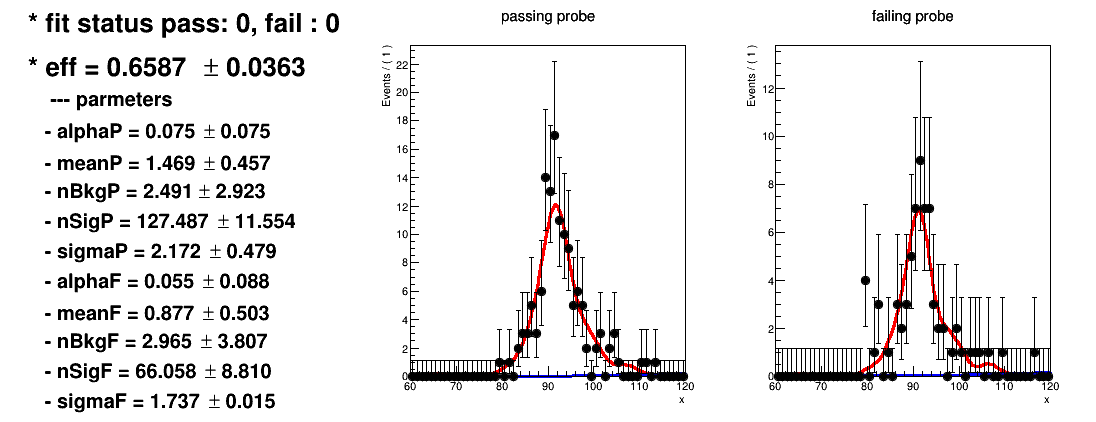 * fit status pass: 0, fail : 0
* eff = 0.6587 ± 0.0363
--- parmeters
- alphaP = 0.075 ± 0.075
- meanP = 1.469 ± 0.457
- nBkgP = 2.491 ± 2.923
- nSigP = 127.487 ± 11.554
- sigmaP = 2.172 ± 0.479
- alphaF = 0.055 ± 0.088
- meanF = 0.877 ± 0.503
- nBkgF = 2.965 ± 3.807
- nSigF = 66.058 ± 8.810
- sigmaF = 1.737 ± 0.015
passing probe
Events / ( 1 )
22
20
18
16
14
12
10
8
6
4
2
0
60 70 80 90 100 110 120
x
failing probe
Events / ( 1 )
12
10
8
6
4
2
0
60 70 80 90 100 110 120
x